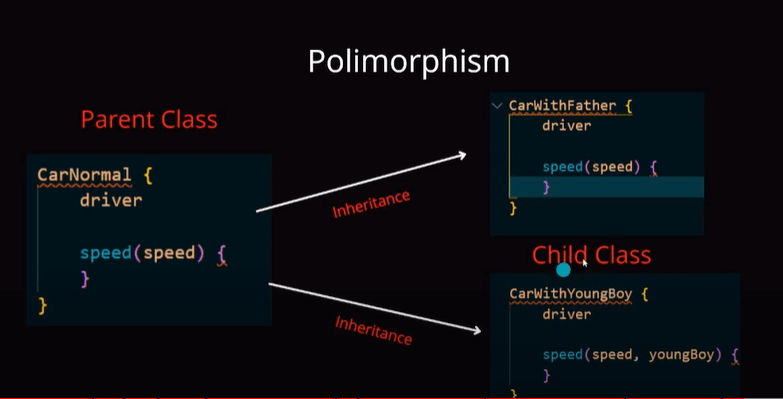 Polimorphism
Parent Class
CarNormal {
driver
speed(speed) {
}
}
Inheritance
Inheritance
CarWithFather {
driver
speed(speed) {
}
}
Child Class
CarWithYoungBoy {
driver
speed(speed, youngBoy) {
}
}